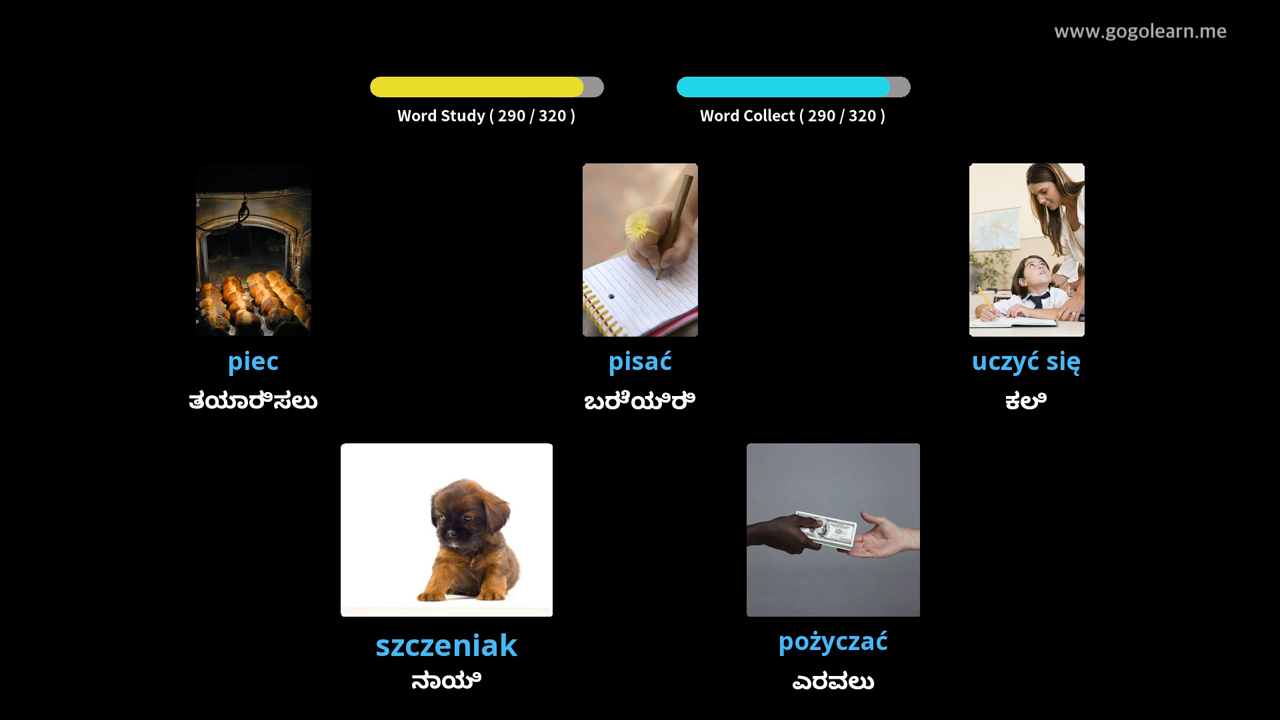 www.gogolearn.me
Word Study ( 290 / 320 )
Word Collect ( 290 / 320 )
piec
ತಯಾರಿಸಲು
pisać
ಬರೆಯಿರಿ
uczyć się
ಕಲಿ
szczeniak
ನಾಯಿ
pożyczać
ಎರವಲು